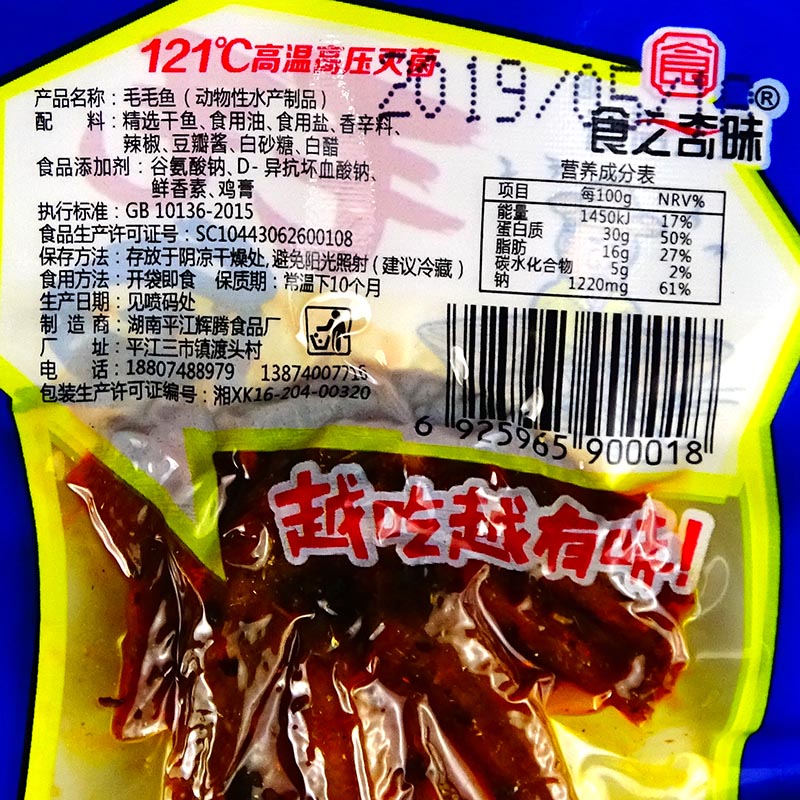 121℃高温高压灭菌
产品名称：毛毛鱼（动物性水产制品）
配 料：精选干鱼、食用油、食用盐、香辛料、
辣椒、豆瓣酱、白砂糖、白醋
食品添加剂：谷氨酸钠、D-异抗坏血酸钠、
鲜香素、鸡膏
执行标准：GB 10136-2015
食品生产许可证号：SC10443062600108
保存方法：存放于阴凉干燥处,避免阳光照射(建议冷藏)
食用方法：开袋即食 保质期：常温下10个月
生产日期：见喷码处
制造商：湖南平江辉腾食品厂
厂 址：平江三市镇渡头村
电 话：18807488979 13874007716
包装生产许可证编号：湘XK16-204-00320
2019/05
食
食之杏味®
营养成分表
项目 每100g NRV%
能量 1450kJ 17%
蛋白质 30g 50%
脂肪 16g 27%
碳水化合物 5g 2%
钠 1220mg 61%
6 925965 900018
越吃越有味!